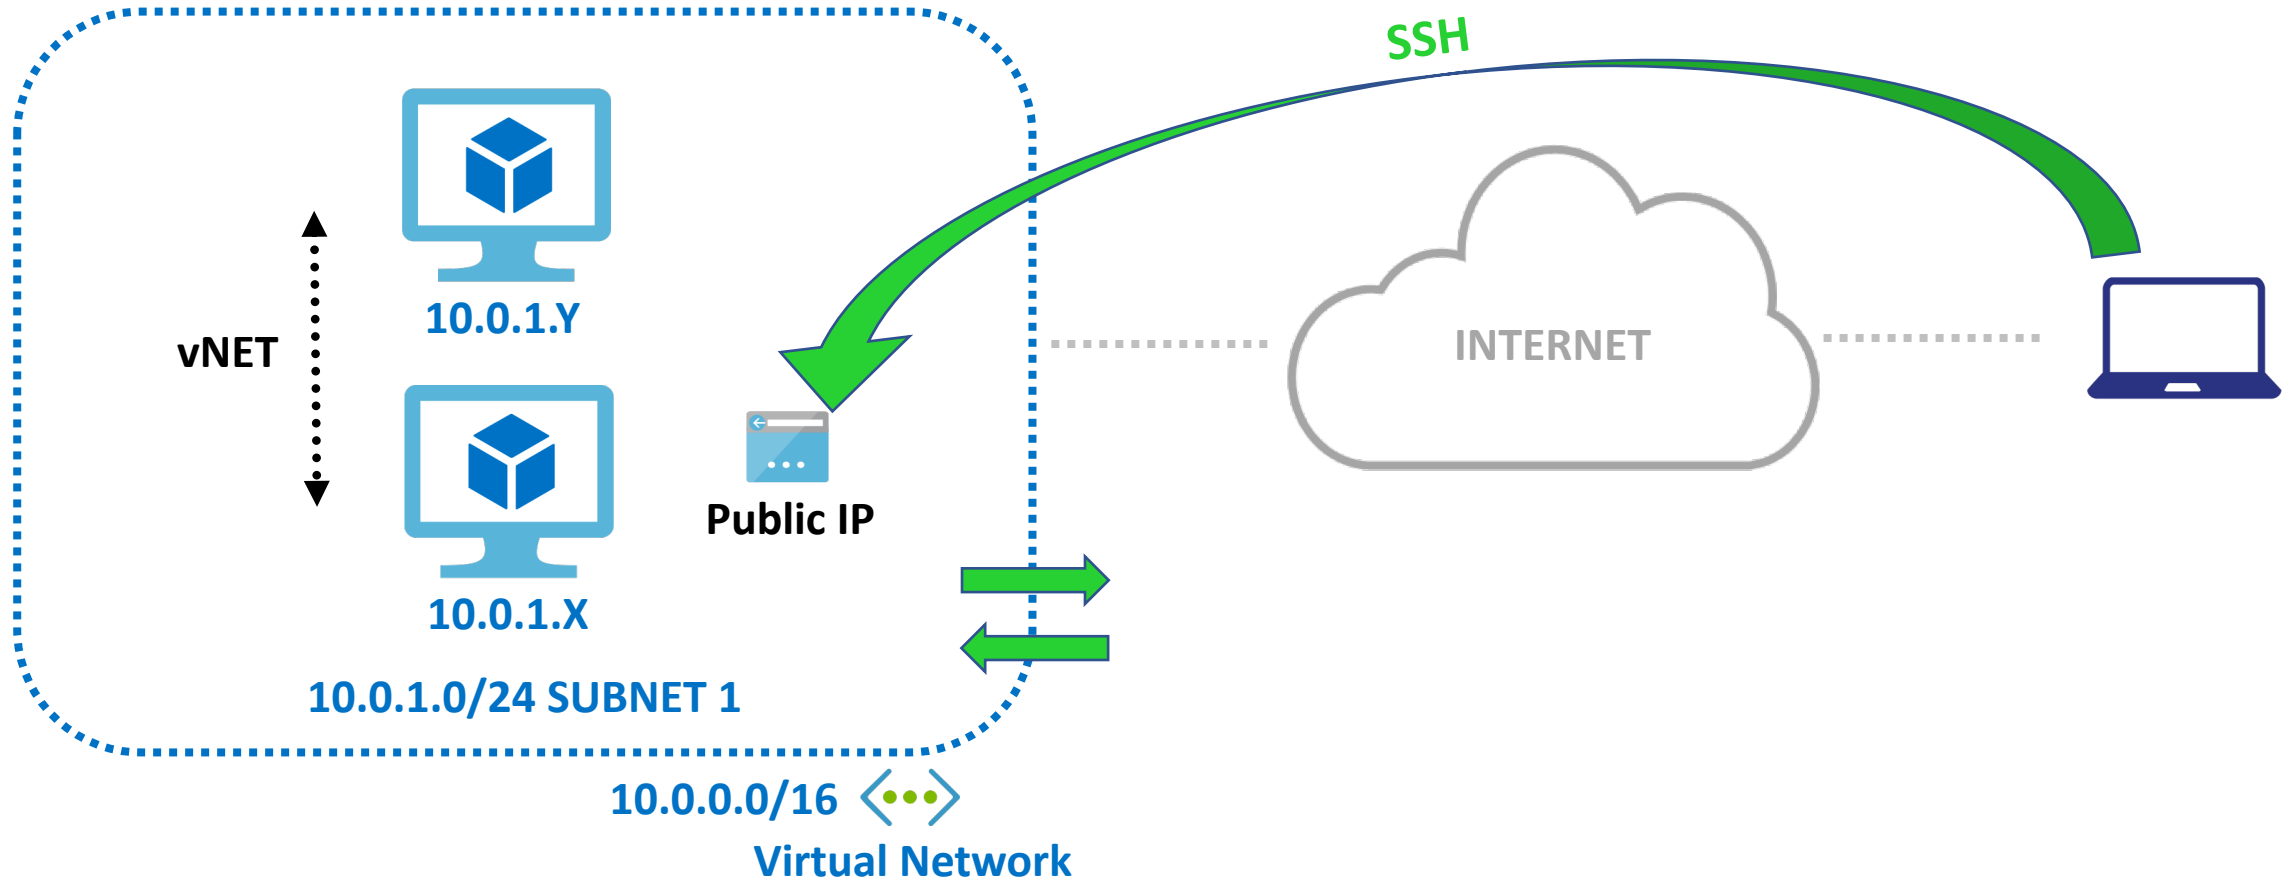 SSH
10.0.1.Y
vNET
INTERNET
Public IP
10.0.1.X
10.0.1.0/24 SUBNET 1
10.0.0.0/16
Virtual Network